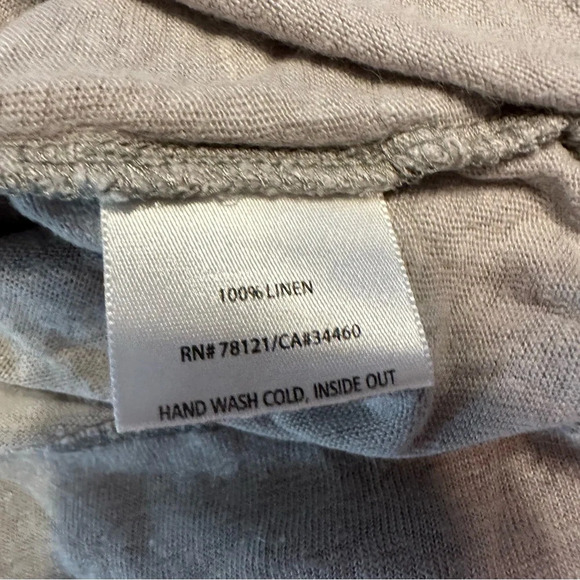 100% LINEN
RN# 78121/CA#34460
HAND WASH COLD, INSIDE OUT